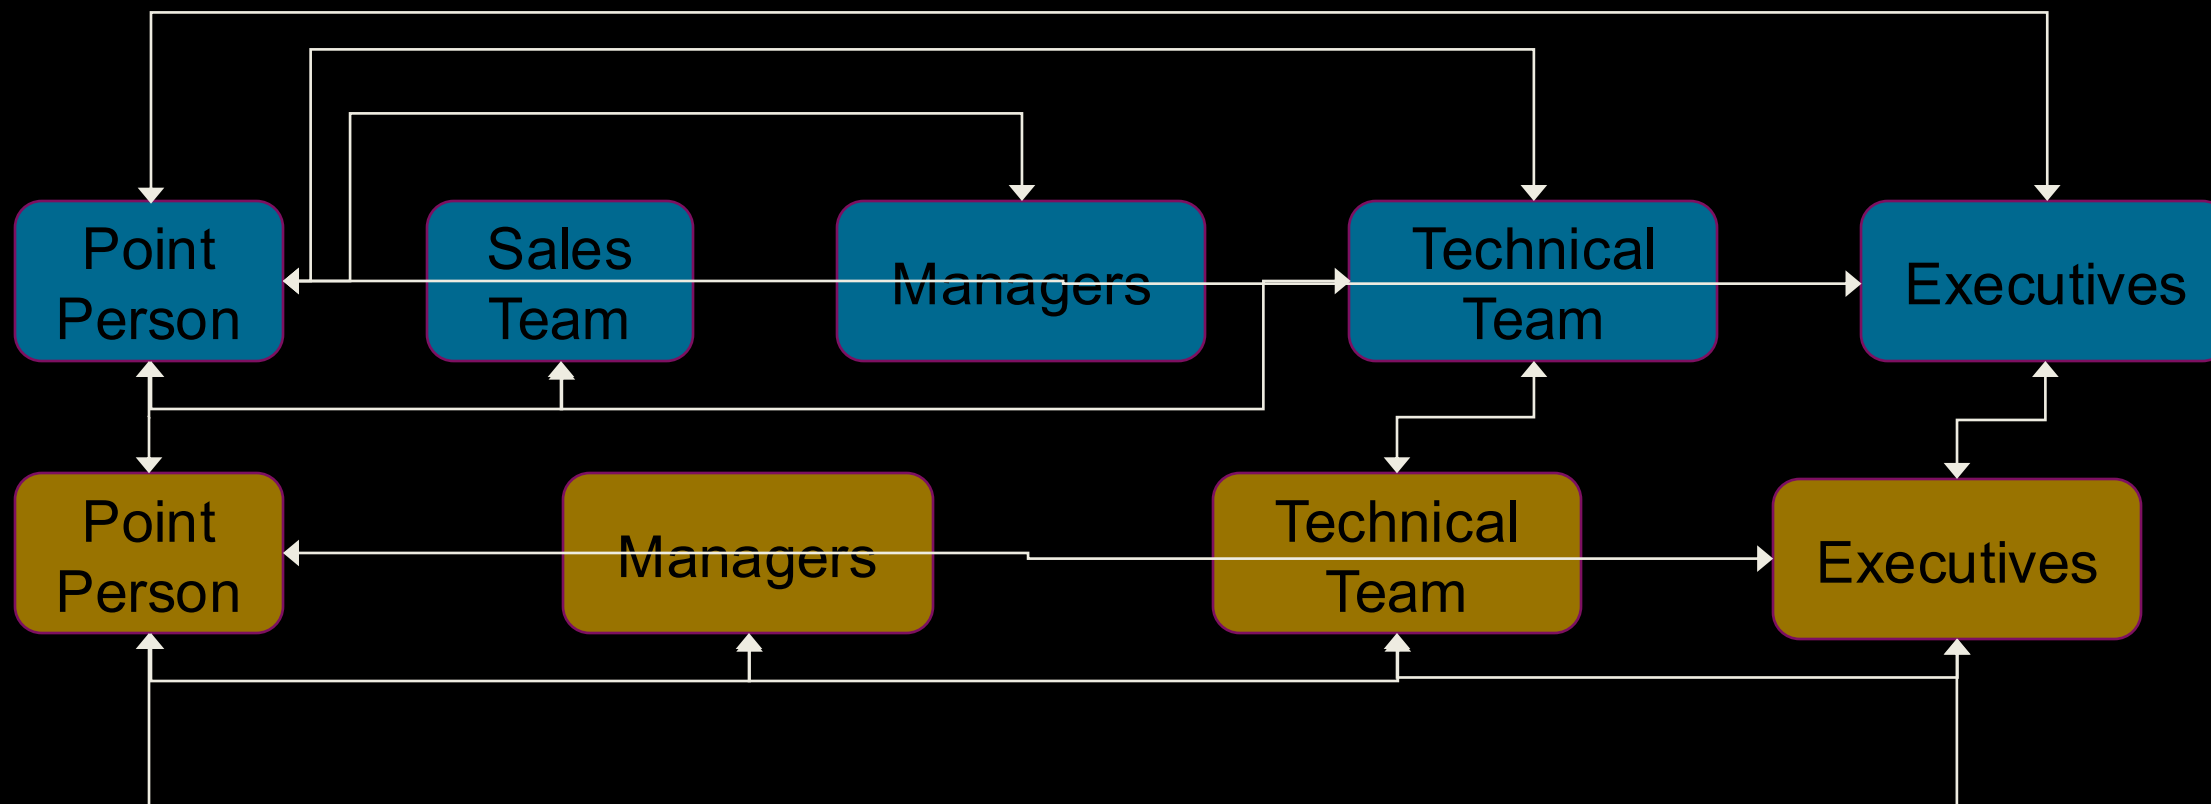 Point
Person
Sales
Team
Managers
Technical
Team
Executives
Point
Person
Managers
Technical
Team
Executives